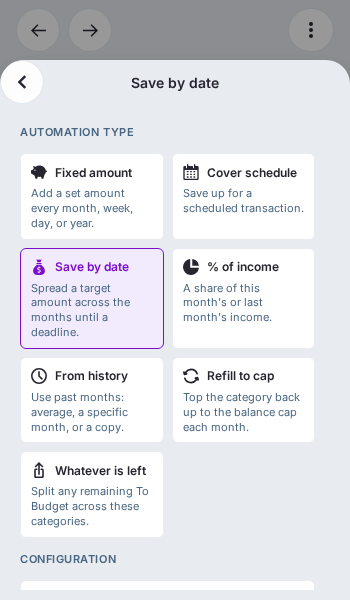 Save by date
AUTOMATION TYPE
Fixed amount
Add a set amount
every month, week,
day, or year.
Cover schedule
Save up for a
scheduled transaction.
Save by date
Spread a target
amount across the
months until a
deadline.
% of income
A share of this
month's or last
month's income.
From history
Use past months:
average, a specific
month, or a copy.
Refill to cap
Top the category back
up to the balance cap
each month.
Whatever is left
Split any remaining To
Budget across these
categories.
CONFIGURATION